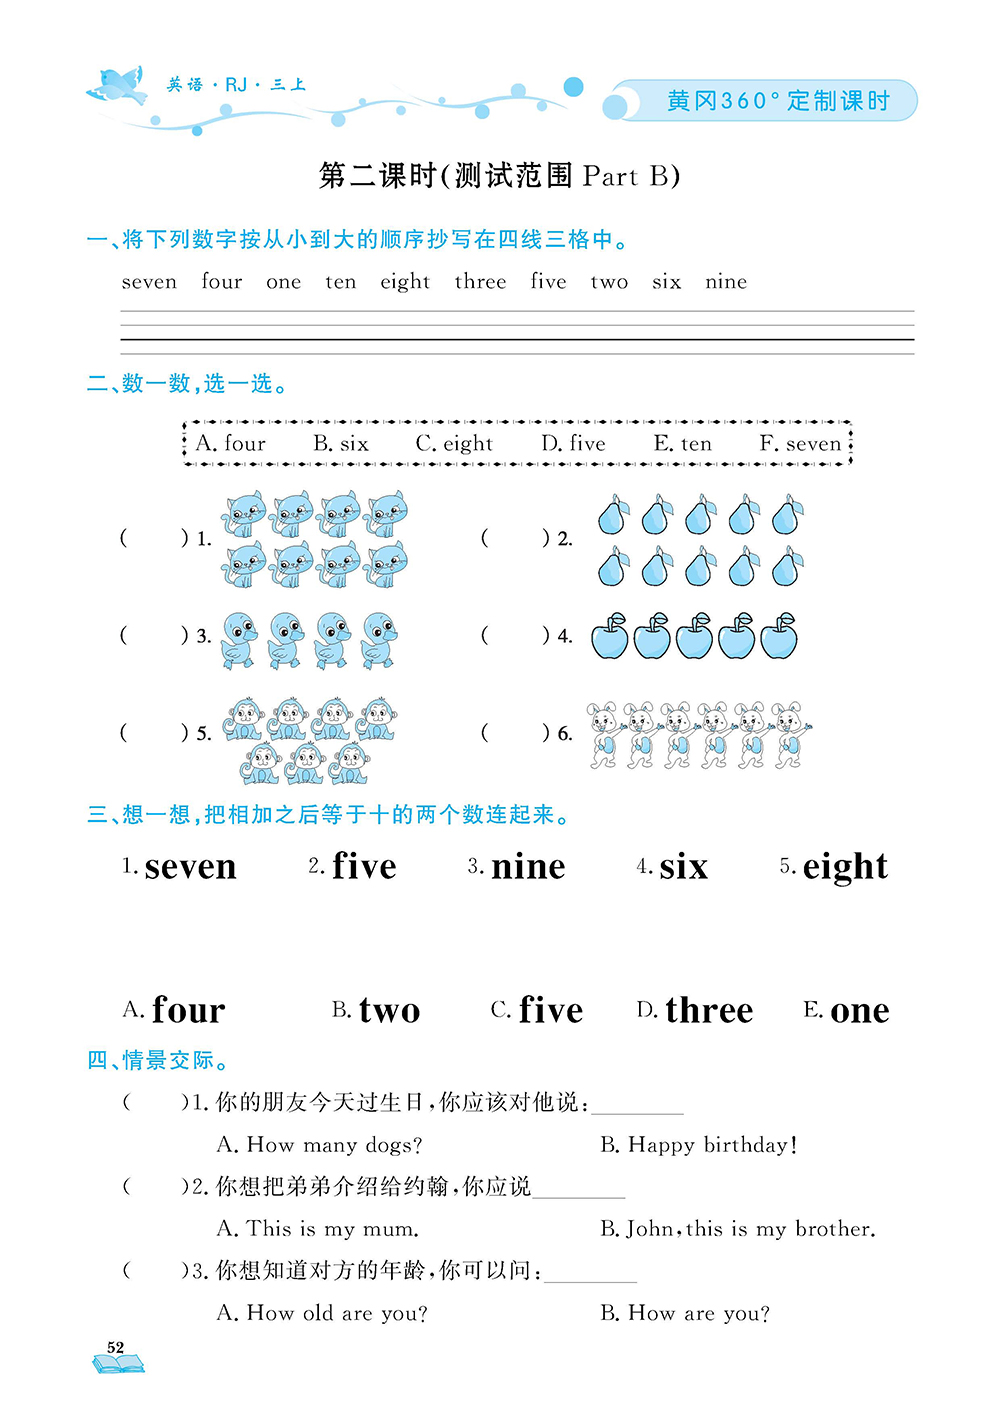 英语·RJ·三上
黄冈360°定制课时
第二课时(测试范围 Part B)
一、将下列数字按从小到大的顺序抄写在四线三格中。
seven four one ten eight three five two six nine
二、数一数,选一选。
A. four B. six C. eight D. five E. ten F. seven
( )1. ( )2.
( )3. ( )4.
( )5. ( )6.
三、想一想,把相加之后等于十的两个数连起来。
1. seven 2. five 3. nine 4. six 5. eight
A. four B. two C. five D. three E. one
四、情景交际。
( )1. 你的朋友今天过生日,你应该对他说:________
A. How many dogs? B. Happy birthday!
( )2. 你想把弟弟介绍给约翰,你应说________
A. This is my mum. B. John,this is my brother.
( )3. 你想知道对方的年龄,你可以问:________
A. How old are you? B. How are you?
52